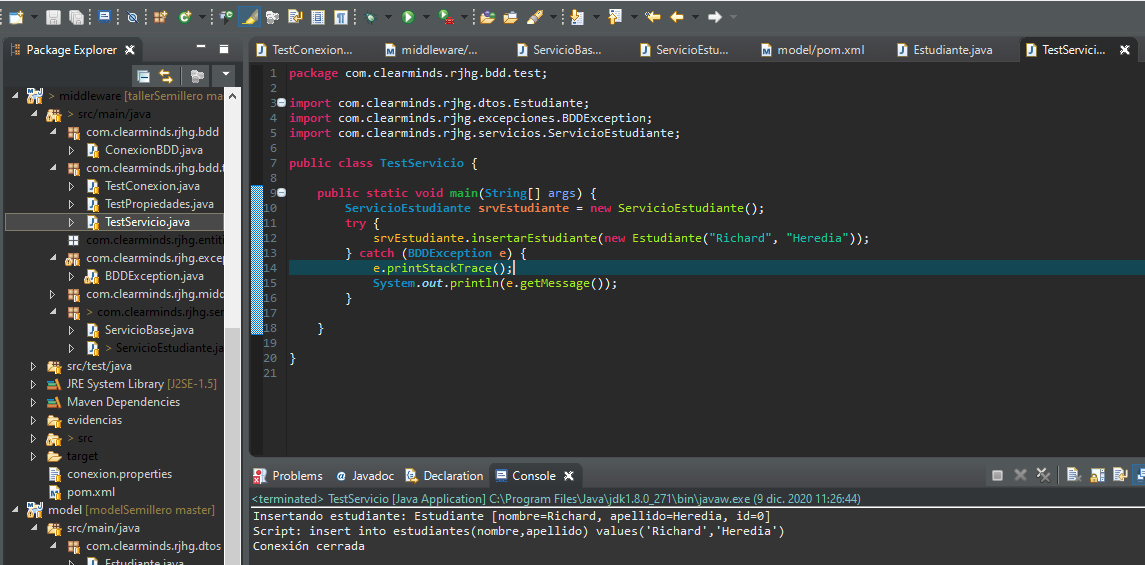 Package Explorer
> middleware [tallerSemillero ma
> src/main/java
com.clearminds.rjhg.bdd
ConexionBDD.java
com.clearminds.rjhg.bdd.t
TestConexion.java
TestPropiedades.java
TestServicio.java
com.clearminds.rjhg.entiti
com.clearminds.rjhg.exce
BDDException.java
com.clearminds.rjhg.midd
> com.clearminds.rjhg.ser
ServicioBase.java
> ServicioEstudiante.ja
src/test/java
JRE System Library [J2SE-1.5]
Maven Dependencies
evidencias
> src
target
conexion.properties
pom.xml
model [modelSemillero master]
src/main/java
com.clearminds.rjhg.dtos
Estudiante.java
TestConexion...
middleware/...
ServicioBas...
ServicioEstu...
model/pom.xml
Estudiante.java
TestServici...
1 package com.clearminds.rjhg.bdd.test;
2
3 import com.clearminds.rjhg.dtos.Estudiante;
4 import com.clearminds.rjhg.excepciones.BDDException;
5 import com.clearminds.rjhg.servicios.ServicioEstudiante;
6
7 public class TestServicio {
8
9 public static void main(String[] args) {
10 ServicioEstudiante srvEstudiante = new ServicioEstudiante();
11 try {
12 srvEstudiante.insertarEstudiante(new Estudiante("Richard", "Heredia"));
13 } catch (BDDException e) {
14 e.printStackTrace();
15 System.out.println(e.getMessage());
16 }
17
18 }
19
20 }
21
Problems
@ Javadoc
Declaration
Console
<terminated> TestServicio [Java Application] C:\Program Files\Java\jdk1.8.0_271\bin\javaw.exe (9 dic. 2020 11:26:44)
Insertando estudiante: Estudiante [nombre=Richard, apellido=Heredia, id=0]
Script: insert into estudiantes(nombre,apellido) values('Richard','Heredia')
Conexión cerrada